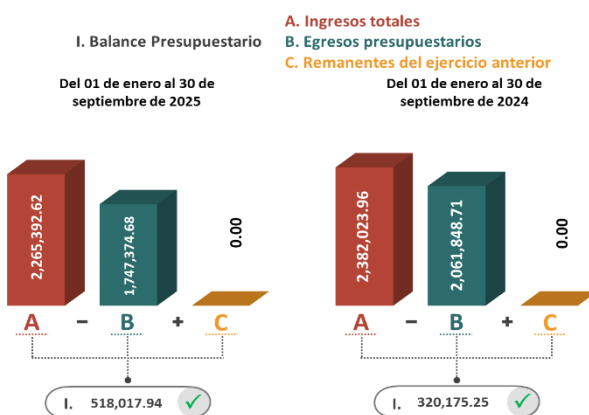 A. Ingresos totales
I. Balance Presupuestario
B. Egresos presupuestarios
C. Remanentes del ejercicio anterior
Del 01 de enero al 30 de
septiembre de 2025
Del 01 de enero al 30 de
septiembre de 2024
2,265,392.62
1,747,374.68
0.00
2,382,023.96
2,061,848.71
0.00
A – B + C
A – B + C
I. 518,017.94 ✓
I. 320,175.25 ✓